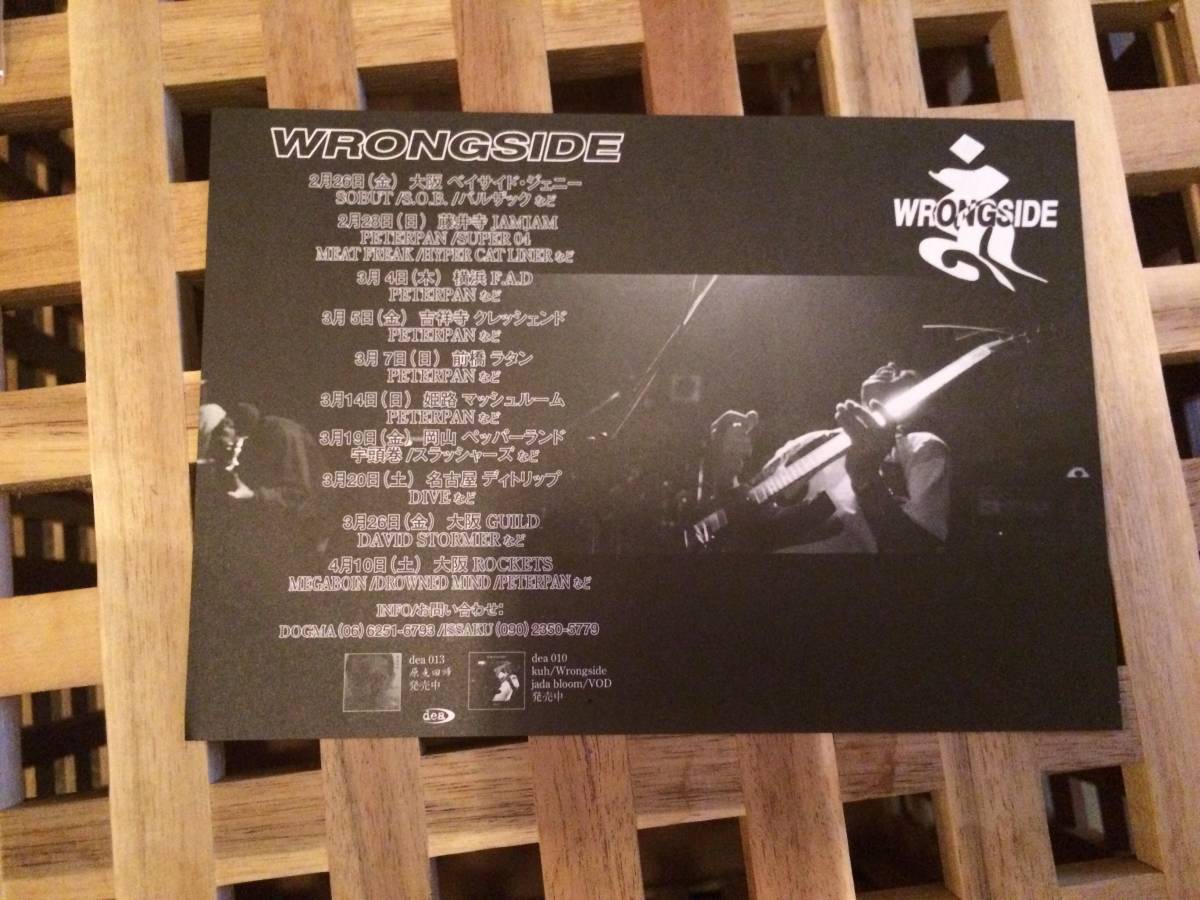 WRONGSIDE
2月26日(金) 大阪 ベイサイド・ジェニー
SOBUT /S.O.B. /バルザック など
2月28日(日) 藤井寺 JAMJAM
PETERPAN /SUPER 04
MEAT FREAK /HYPER CAT LINER など
3月 4日(木) 横浜 F.A.D
PETERPAN など
3月 5日(金) 吉祥寺 クレッシェンド
PETERPAN など
3月 7日(日) 前橋 ラタン
PETERPAN など
3月14日(日) 姫路 マッシュルーム
PETERPAN など
3月19日(金) 岡山 ペッパーランド
宇頭巻 /スラッシャーズ など
3月20日(土) 名古屋 デイトリップ
DIVE など
3月26日(金) 大阪 GUILD
DAVID STORMER など
4月10日(土) 大阪 ROCKETS
MEGABOIN /DROWNED MIND /PETERPAN など
INFO/お問い合わせ:
DOGMA (06) 6251-6793 /ISSAKU (090) 2350-5779
dea 013
発売中
dea 010
kuh/Wrongside
jada bloom/VOD
発売中
dea
WRONGSIDE